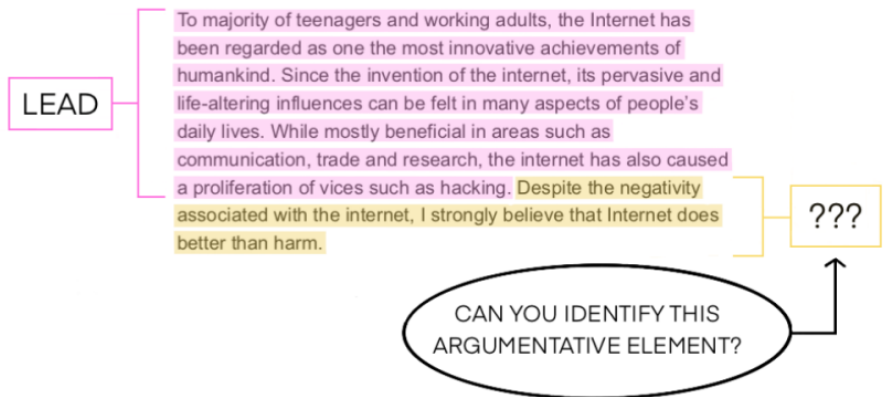 To majority of teenagers and working adults, the Internet has
been regarded as one the most innovative achievements of
humankind. Since the invention of the internet, its pervasive and
life-altering influences can be felt in many aspects of people's
daily lives. While mostly beneficial in areas such as
communication, trade and research, the internet has also caused
a proliferation of vices such as hacking. Despite the negativity
associated with the internet, I strongly believe that Internet does
better than harm.
LEAD
???
CAN YOU IDENTIFY THIS
ARGUMENTATIVE ELEMENT?